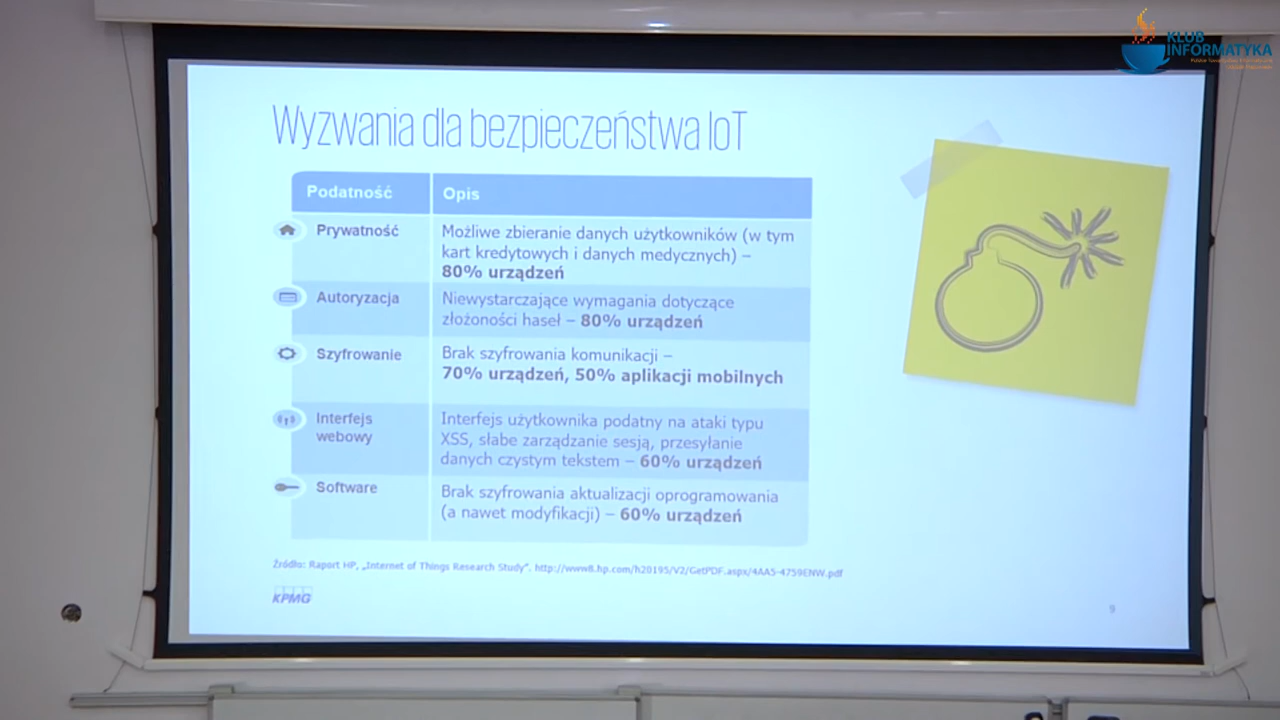 KLUB
INFORMATYKA
Wyzwania dla bezpieczeństwa IoT
Podatność
Opis
Prywatność
Możliwe zbieranie danych użytkowników (w tym
kart kredytowych i danych medycznych) –
80% urządzeń
Autoryzacja
Niewystarczające wymagania dotyczące
złożoności haseł – 80% urządzeń
Szyfrowanie
Brak szyfrowania komunikacji –
70% urządzeń, 50% aplikacji mobilnych
Interfejs
webowy
Interfejs użytkownika podatny na ataki typu
XSS, słabe zarządzanie sesją, przesyłanie
danych czystym tekstem – 60% urządzeń
Software
Brak szyfrowania aktualizacji oprogramowania
(a nawet modyfikacji) – 60% urządzeń
Źródło: Raport HP, „Internet of Things Research Study”. http://www8.hp.com/h20195/V2/GetPDF.aspx/4AA5-4759ENW.pdf
KPMG
9